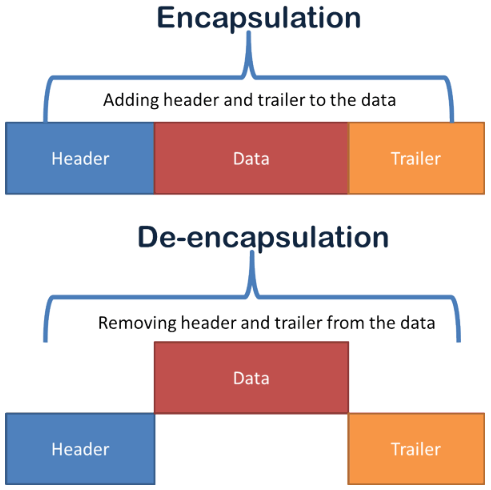 Encapsulation
Adding header and trailer to the data
Header Data Trailer
De-encapsulation
Removing header and trailer from the data
Data
Header Trailer